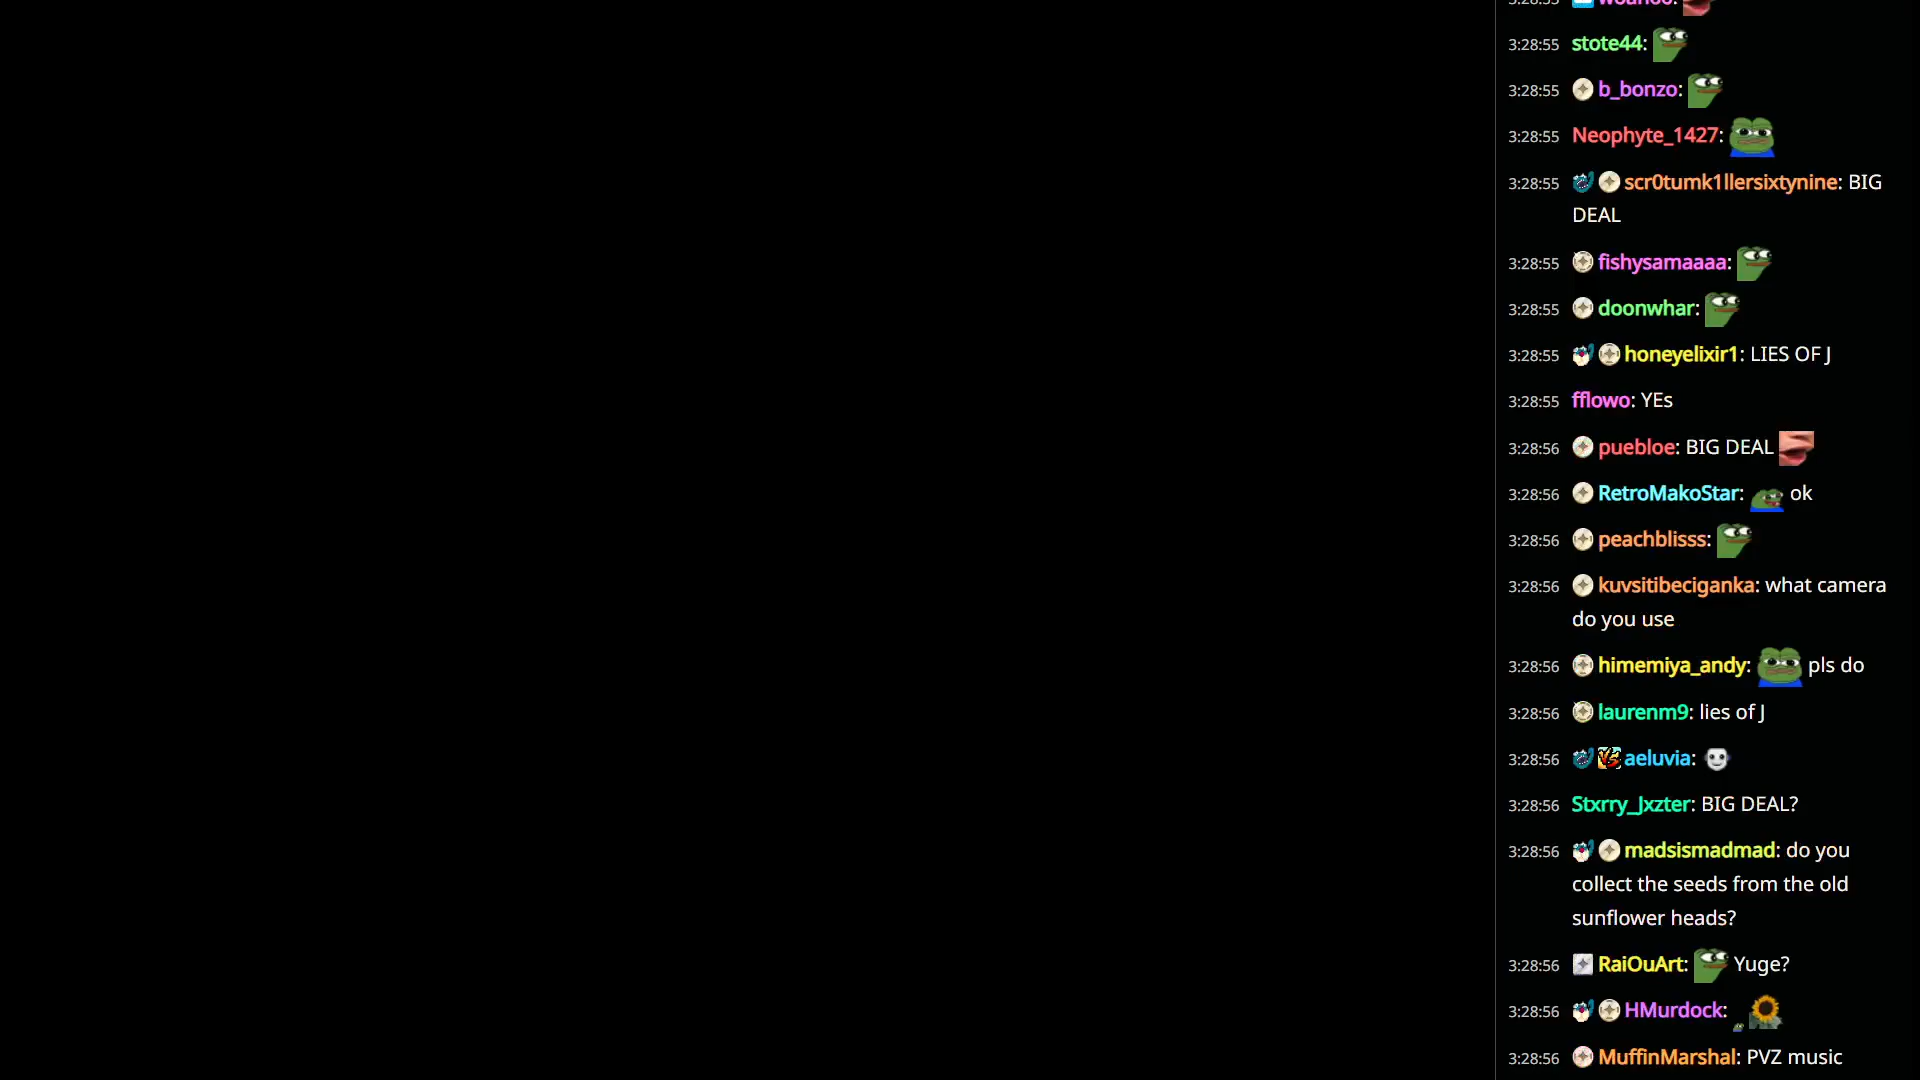 3:28:55 woahoo:
3:28:55 stote44:
3:28:55 b_bonzo:
3:28:55 Neophyte_1427:
3:28:55 scr0tumk1llersixtynine: BIG
DEAL
3:28:55 fishysamaaaa:
3:28:55 doonwhar:
3:28:55 honeyelixir1: LIES OF J
3:28:55 fflowo: YEs
3:28:56 puebloe: BIG DEAL
3:28:56 RetroMakoStar: ok
3:28:56 peachblisss:
3:28:56 kuvsitibeciganka: what camera
do you use
3:28:56 himemiya_andy: pls do
3:28:56 laurenm9: lies of J
3:28:56 aeluvia:
3:28:56 Stxrry_Jxzter: BIG DEAL?
3:28:56 madsismadmad: do you
collect the seeds from the old
sunflower heads?
3:28:56 RaiOuArt: Yuge?
3:28:56 HMurdock:
3:28:56 MuffinMarshal: PVZ music